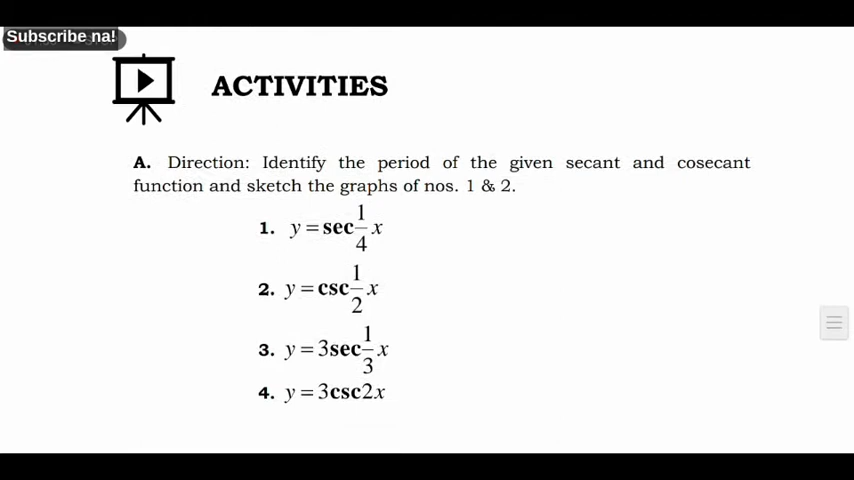 Subscribe na!
ACTIVITIES
A. Direction: Identify the period of the given secant and cosecant
function and sketch the graphs of nos. 1 & 2.
1. y = sec 1/4 x
2. y = csc 1/2 x
3. y = 3sec 1/3 x
4. y = 3csc2x